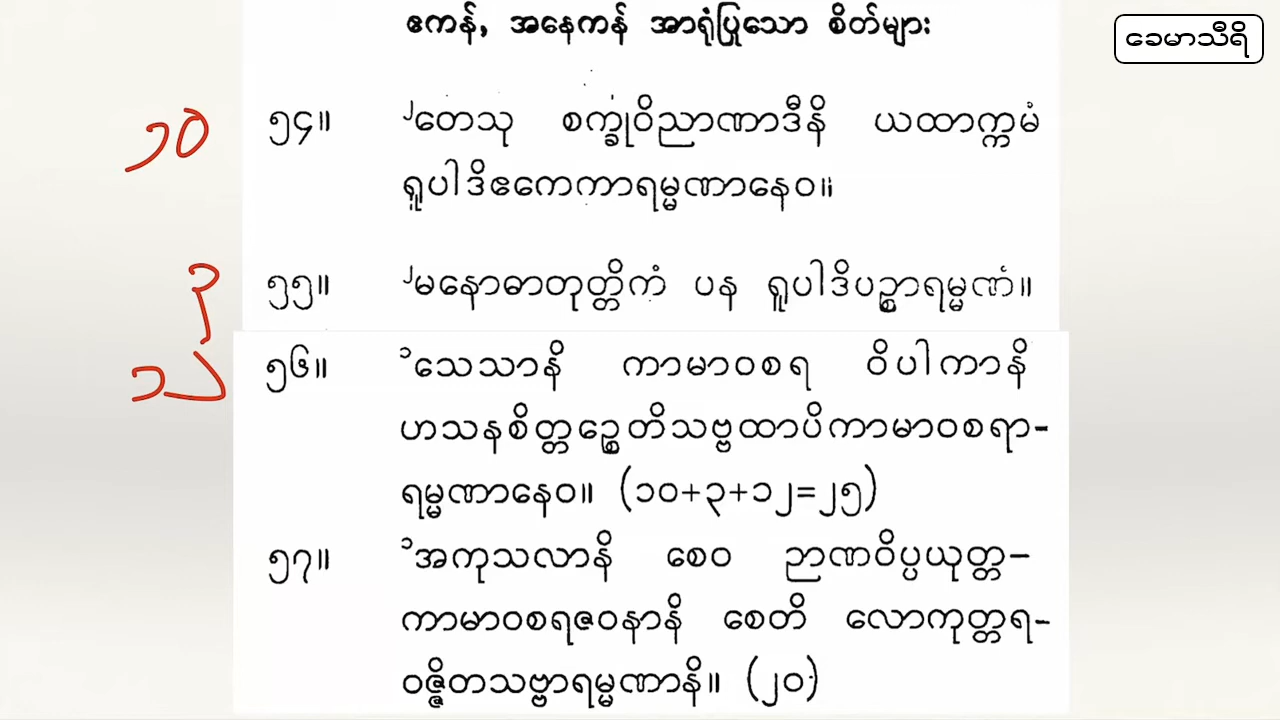 ဧကန်, အနေကန် အာရုံပြုသော စိတ်များ
ခေမာသီရိ
၁၀
၅၄။ ၂တေသု စက္ခုဝိညာဏာဒီနိ ယထာက္ကမံ
ရူပါဒိဧကေကာရမ္မဏာနေဝ။
၃
၅၅။ ၂မနောဓာတုတ္တိကံ ပန ရူပါဒိပဉ္စာရမ္မဏံ။
၁၂
၅၆။ ၁သေသာနိ ကာမာဝစရ ဝိပါကာနိ
ဟသနစိတ္တဉ္စေတိသဗ္ဗထာပိကာမာဝစရာ-
ရမ္မဏာနေဝ။ (၁၀+၃+၁၂=၂၅)
၅၇။ ၁အကုသလာနိ စေဝ ဉာဏဝိပ္ပယုတ္တ-
ကာမာဝစရဇဝနာနိ စေတိ လောကုတ္တရ-
ဝဇ္ဇိတသဗ္ဗာရမ္မဏာနိ။ (၂၀)